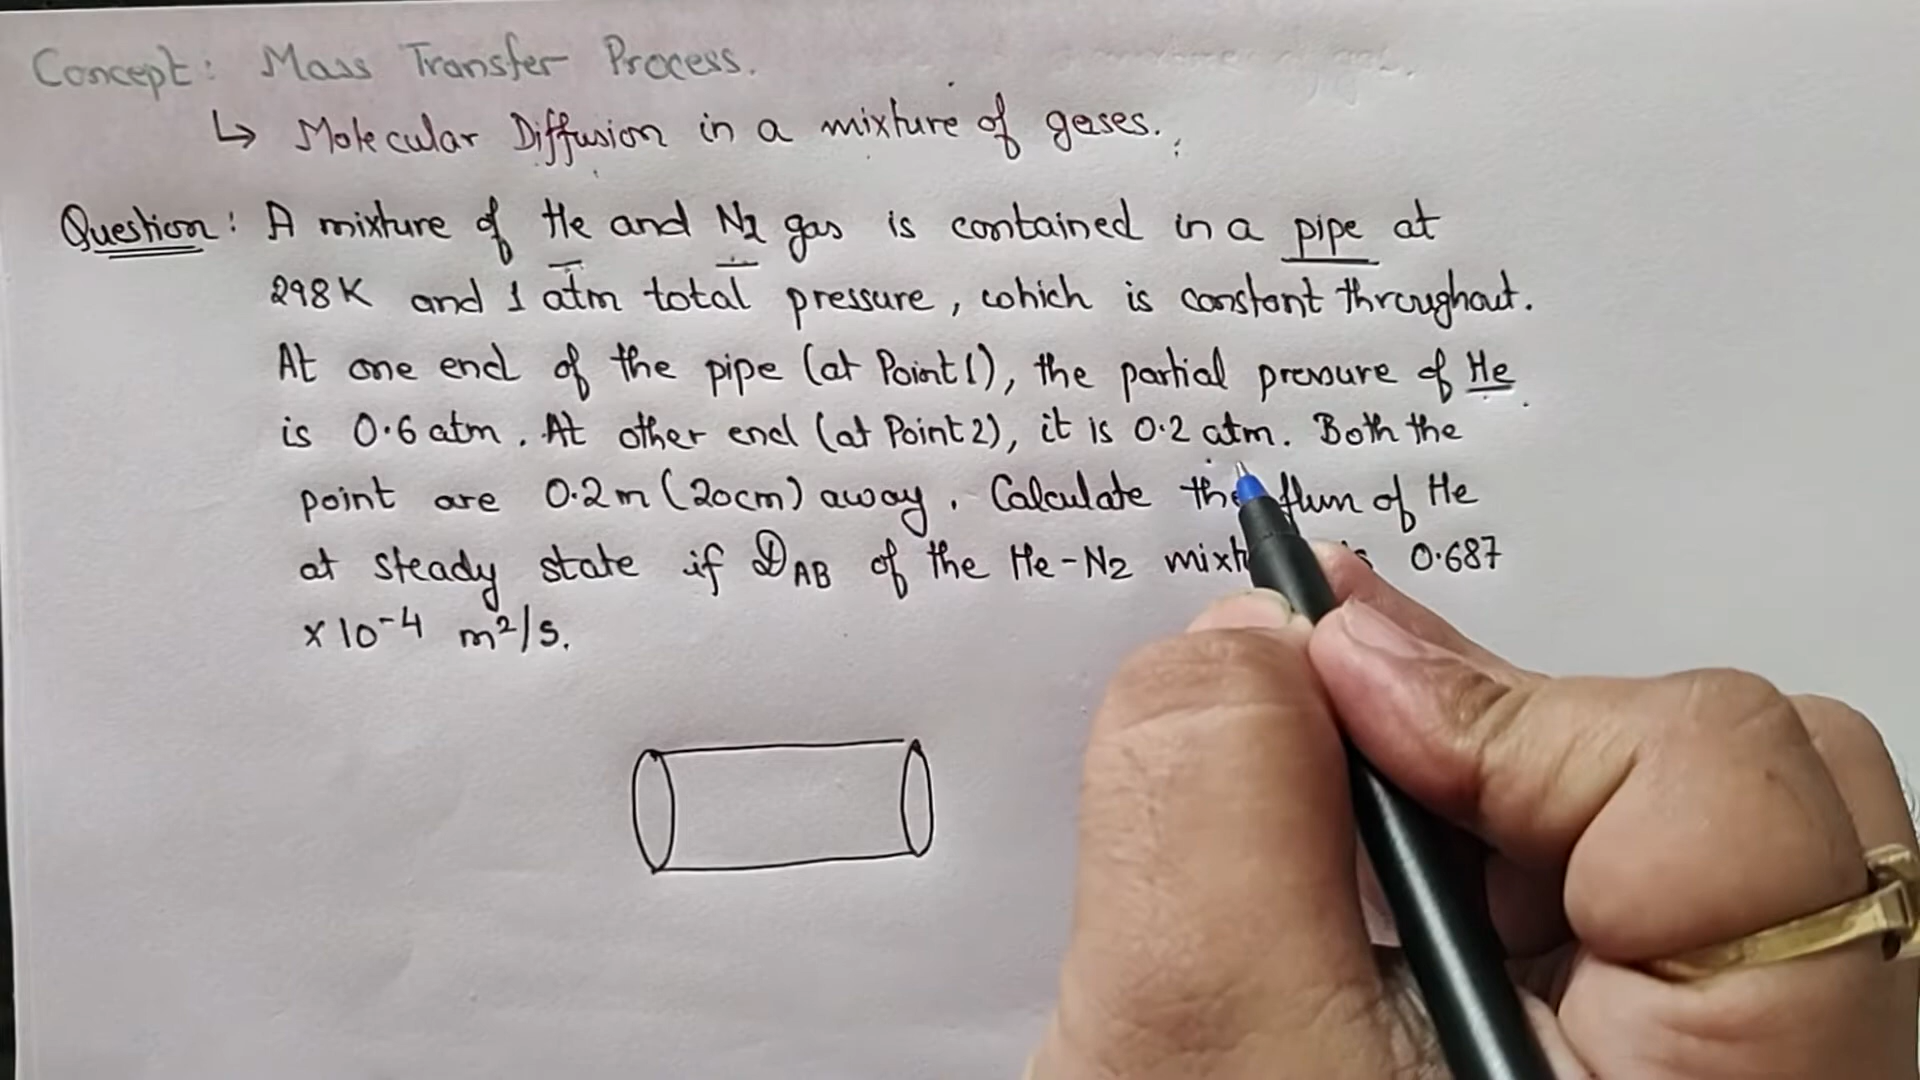 Concept: Mass Transfer Process.
↳ Molecular Diffusion in a mixture of gases.
Question: A mixture of He and N2 gas is contained in a pipe at
298K and 1 atm total pressure, which is constant throughout.
At one end of the pipe (at Point 1), the partial pressure of He
is 0.6 atm. At other end (at Point 2), it is 0.2 atm. Both the
point are 0.2m (20cm) away. Calculate the flux of He
at steady state if DAB of the He-N2 0.687
x 10-4 m2/s.